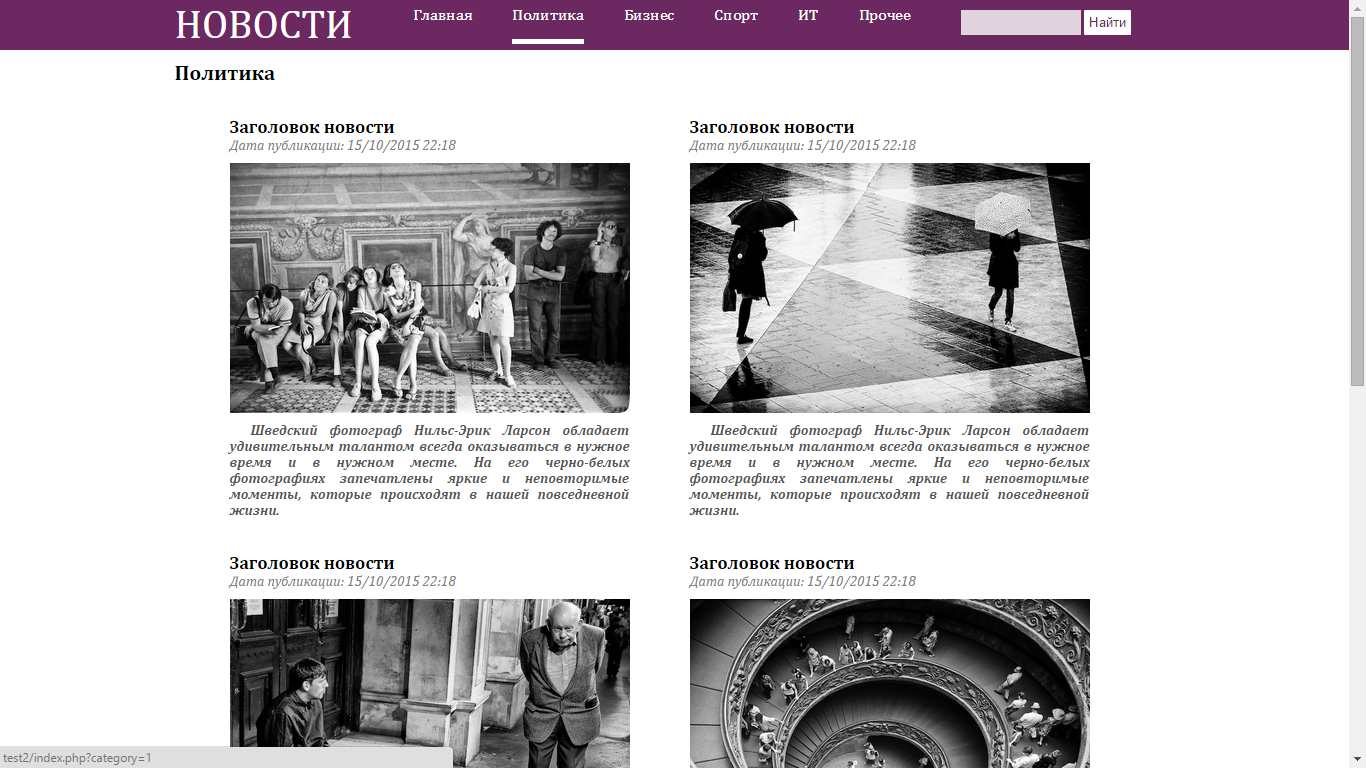 НОВОСТИ
Главная Политика Бизнес Спорт ИТ Прочее Найти
Политика
Заголовок новости
Дата публикации: 15/10/2015 22:18
Шведский фотограф Нильс-Эрик Ларсон обладает
удивительным талантом всегда оказываться в нужное
время и в нужном месте. На его черно-белых
фотографиях запечатлены яркие и неповторимые
моменты, которые происходят в нашей повседневной
жизни.
Заголовок новости
Дата публикации: 15/10/2015 22:18
Шведский фотограф Нильс-Эрик Ларсон обладает
удивительным талантом всегда оказываться в нужное
время и в нужном месте. На его черно-белых
фотографиях запечатлены яркие и неповторимые
моменты, которые происходят в нашей повседневной
жизни.
Заголовок новости
Дата публикации: 15/10/2015 22:18
Заголовок новости
Дата публикации: 15/10/2015 22:18
test2/index.php?category=1